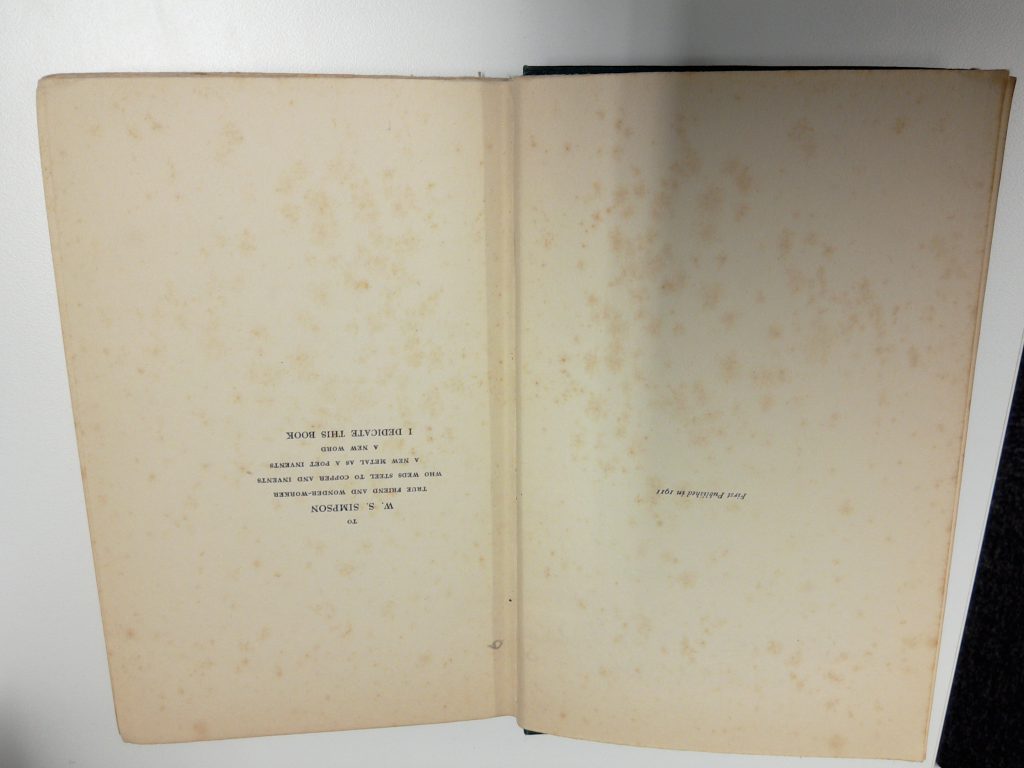 First Published in 1911
TO
W. S. SIMPSON
TRUE FRIEND AND WONDER-WORKER
WHO WEDS STEEL TO COPPER AND INVENTS
A NEW METAL AS A POET INVENTS
A NEW WORD
I DEDICATE THIS BOOK